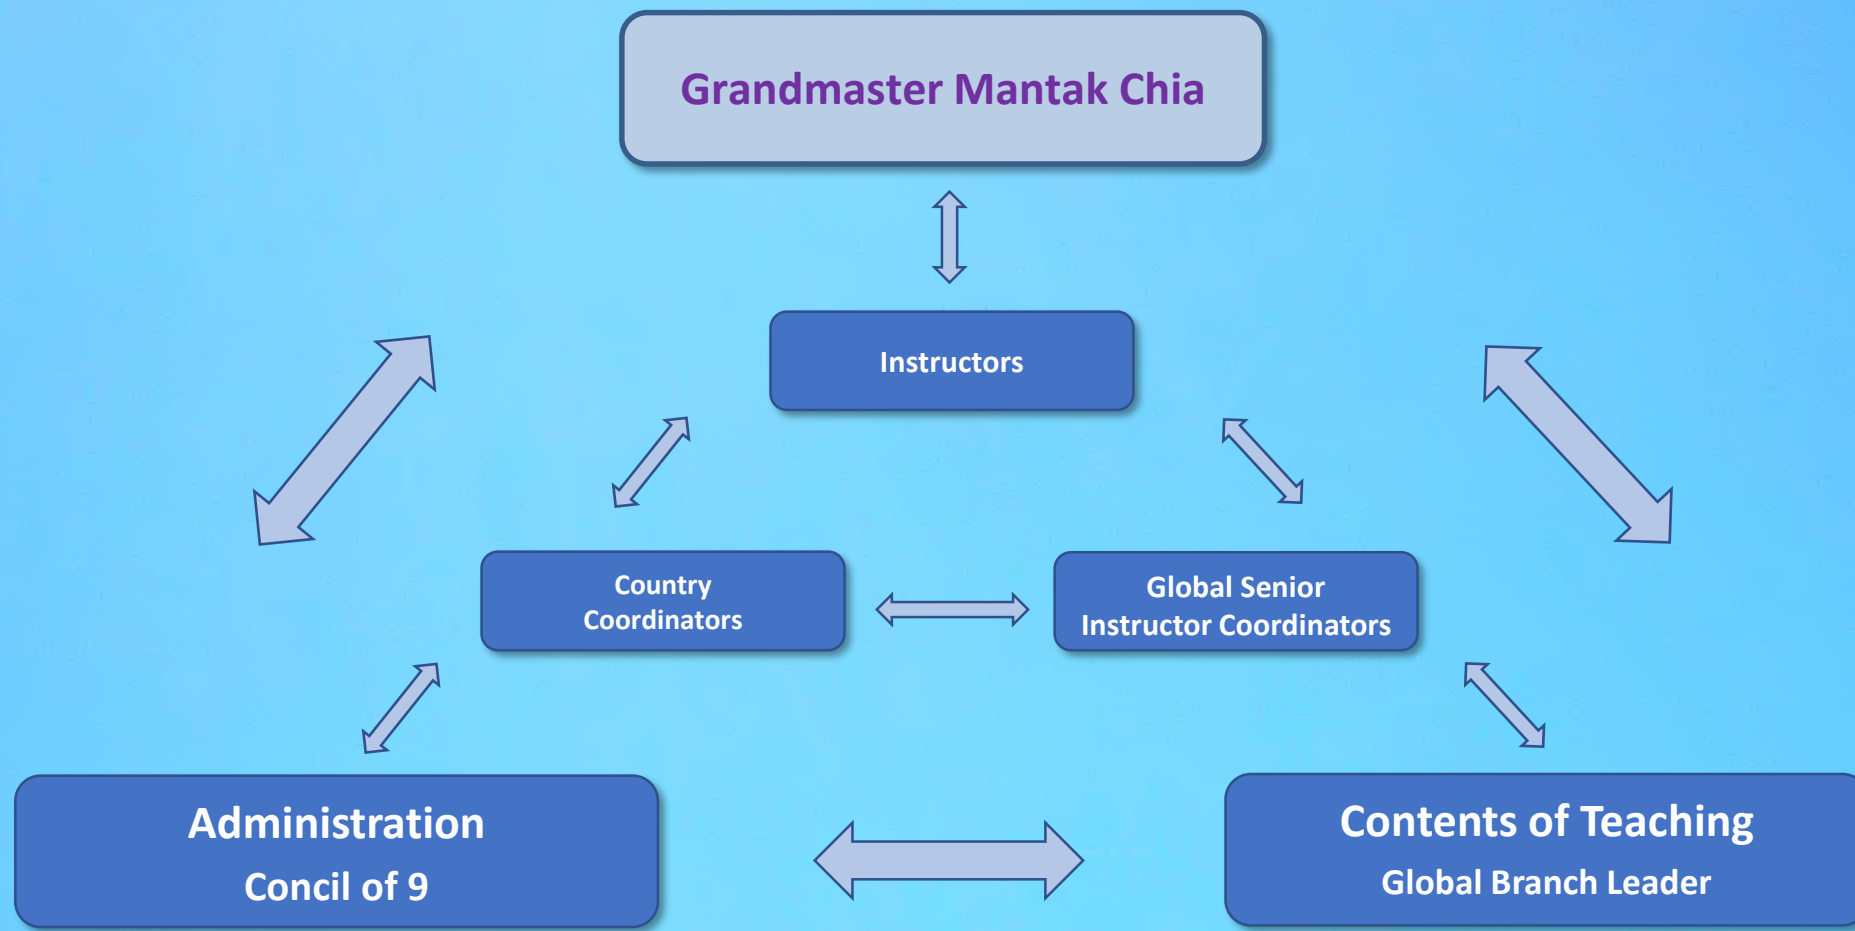 Grandmaster Mantak Chia
Instructors
Country
Coordinators
Global Senior
Instructor Coordinators
Administration
Concil of 9
Contents of Teaching
Global Branch Leader